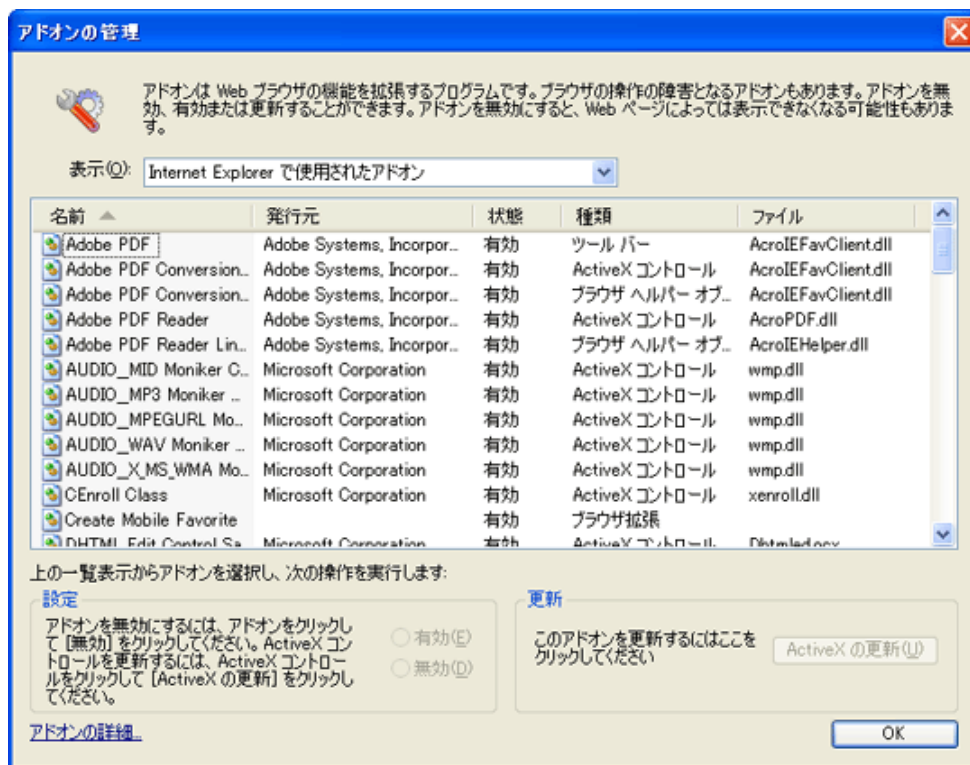 アドオンの管理
アドオンは Web ブラウザの機能を拡張するプログラムです。ブラウザの操作の障害となるアドオンもあります。アドオンを無
効、有効または更新することができます。アドオンを無効にすると、Web ページによっては表示できなくなる可能性もありま
す。
表示(O): Internet Explorer で使用されたアドオン
名前 発行元 状態 種類 ファイル
Adobe PDF Adobe Systems, Incorpor... 有効 ツール バー AcroIEFavClient.dll
Adobe PDF Conversion... Adobe Systems, Incorpor... 有効 ActiveX コントロール AcroIEFavClient.dll
Adobe PDF Conversion... Adobe Systems, Incorpor... 有効 ブラウザ ヘルパー オブ... AcroIEFavClient.dll
Adobe PDF Reader Adobe Systems, Incorpor... 有効 ActiveX コントロール AcroPDF.dll
Adobe PDF Reader Lin... Adobe Systems, Incorpor... 有効 ブラウザ ヘルパー オブ... AcroIEHelper.dll
AUDIO_MID Moniker C... Microsoft Corporation 有効 ActiveX コントロール wmp.dll
AUDIO_MP3 Moniker ... Microsoft Corporation 有効 ActiveX コントロール wmp.dll
AUDIO_MPEGURL Mo... Microsoft Corporation 有効 ActiveX コントロール wmp.dll
AUDIO_WAV Moniker ... Microsoft Corporation 有効 ActiveX コントロール wmp.dll
AUDIO_X_MS_WMA Mo... Microsoft Corporation 有効 ActiveX コントロール wmp.dll
CEnroll Class Microsoft Corporation 有効 ActiveX コントロール xenroll.dll
Create Mobile Favorite 有効 ブラウザ拡張
DHTML Edit Control Sa... Microsoft Corporation 有効 ActiveX コントロール Dhtmled.ocx
上の一覧表示からアドオンを選択し、次の操作を実行します:
設定
アドオンを無効にするには、アドオンをクリックし
て [無効] をクリックしてください。ActiveX コン
トロールを更新するには、ActiveX コントロー
ルをクリックして [ActiveX の更新] をクリックし
てください。
有効(E)
無効(D)
更新
このアドオンを更新するにはここを
クリックしてください
ActiveX の更新(U)
アドオンの詳細...
OK